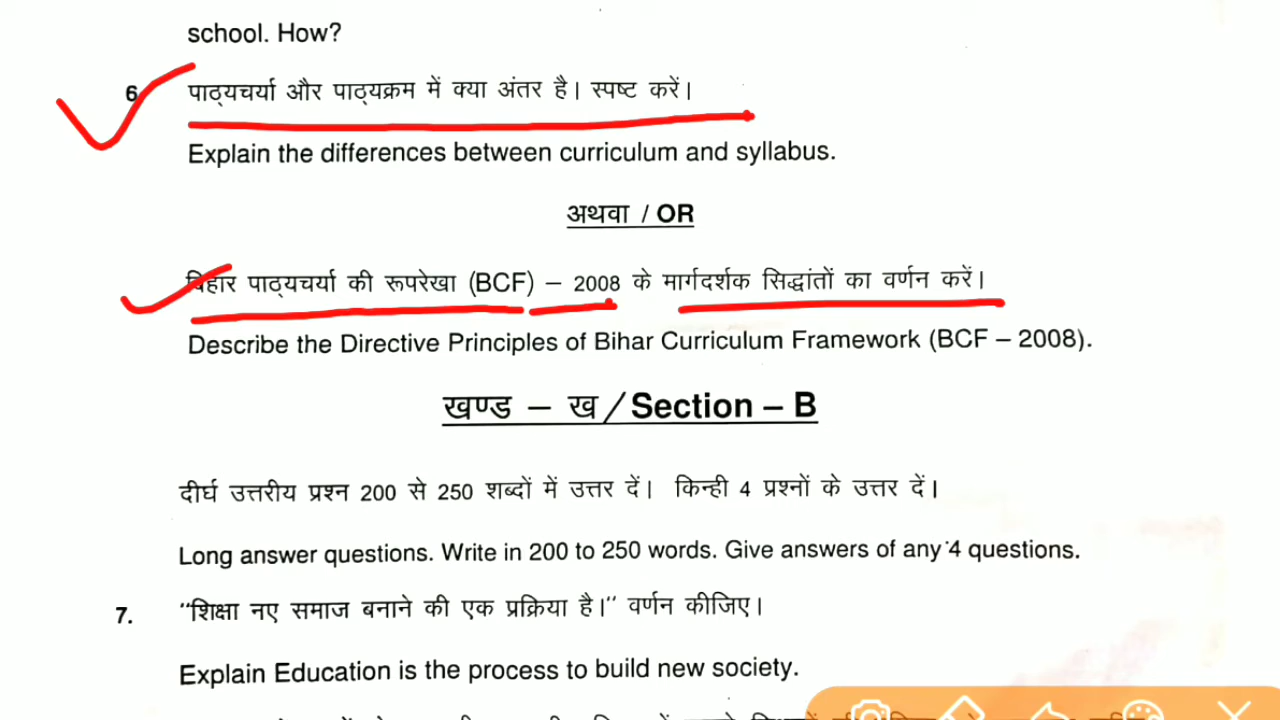 school. How?
6 पाठ्यचर्या और पाठ्यक्रम में क्या अंतर है। स्पष्ट करें।
Explain the differences between curriculum and syllabus.
अथवा / OR
बिहार पाठ्यचर्या की रूपरेखा (BCF) – 2008 के मार्गदर्शक सिद्धांतों का वर्णन करें।
Describe the Directive Principles of Bihar Curriculum Framework (BCF – 2008).
खण्ड – ख / Section – B
दीर्घ उत्तरीय प्रश्न 200 से 250 शब्दों में उत्तर दें। किन्ही 4 प्रश्नों के उत्तर दें।
Long answer questions. Write in 200 to 250 words. Give answers of any 4 questions.
7. "शिक्षा नए समाज बनाने की एक प्रक्रिया है।" वर्णन कीजिए।
Explain Education is the process to build new society.